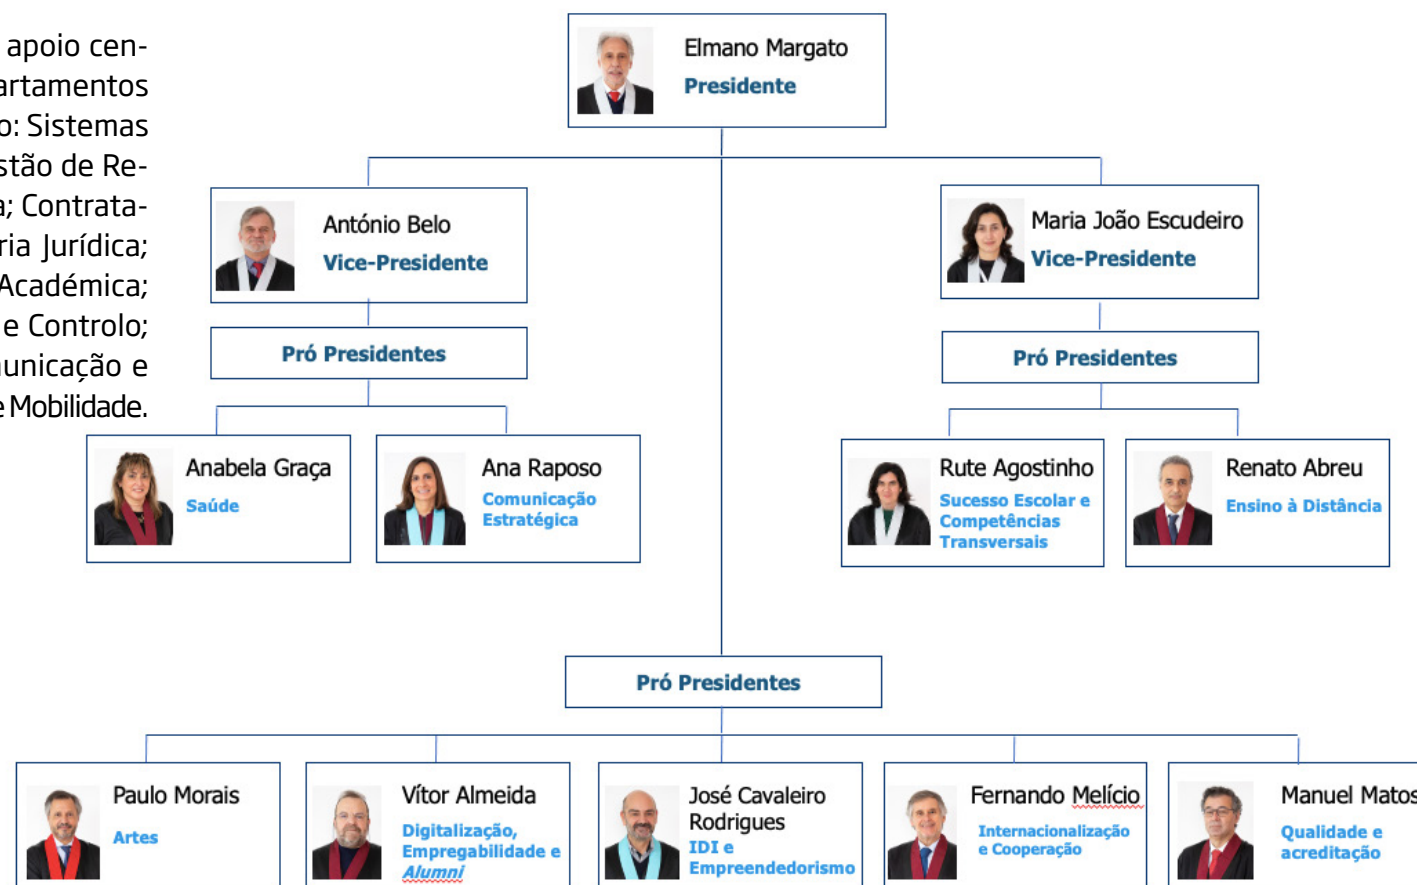 apoio cen-
artamentos
o: Sistemas
stão de Re-
a; Contrata-
ria Jurídica;
Académica;
e Controlo;
unicação e
e Mobilidade.
Elmano Margato
Presidente
António Belo
Vice-Presidente
Maria João Escudeiro
Vice-Presidente
Pró Presidentes
Pró Presidentes
Anabela Graça
Saúde
Ana Raposo
Comunicação
Estratégica
Rute Agostinho
Sucesso Escolar e
Competências
Transversais
Renato Abreu
Ensino à Distância
Pró Presidentes
Paulo Morais
Artes
Vítor Almeida
Digitalização,
Empregabilidade e
Alumni
José Cavaleiro
Rodrigues
IDI e
Empreendedorismo
Fernando Melício
Internacionalização
e Cooperação
Manuel Matos
Qualidade e
acreditação